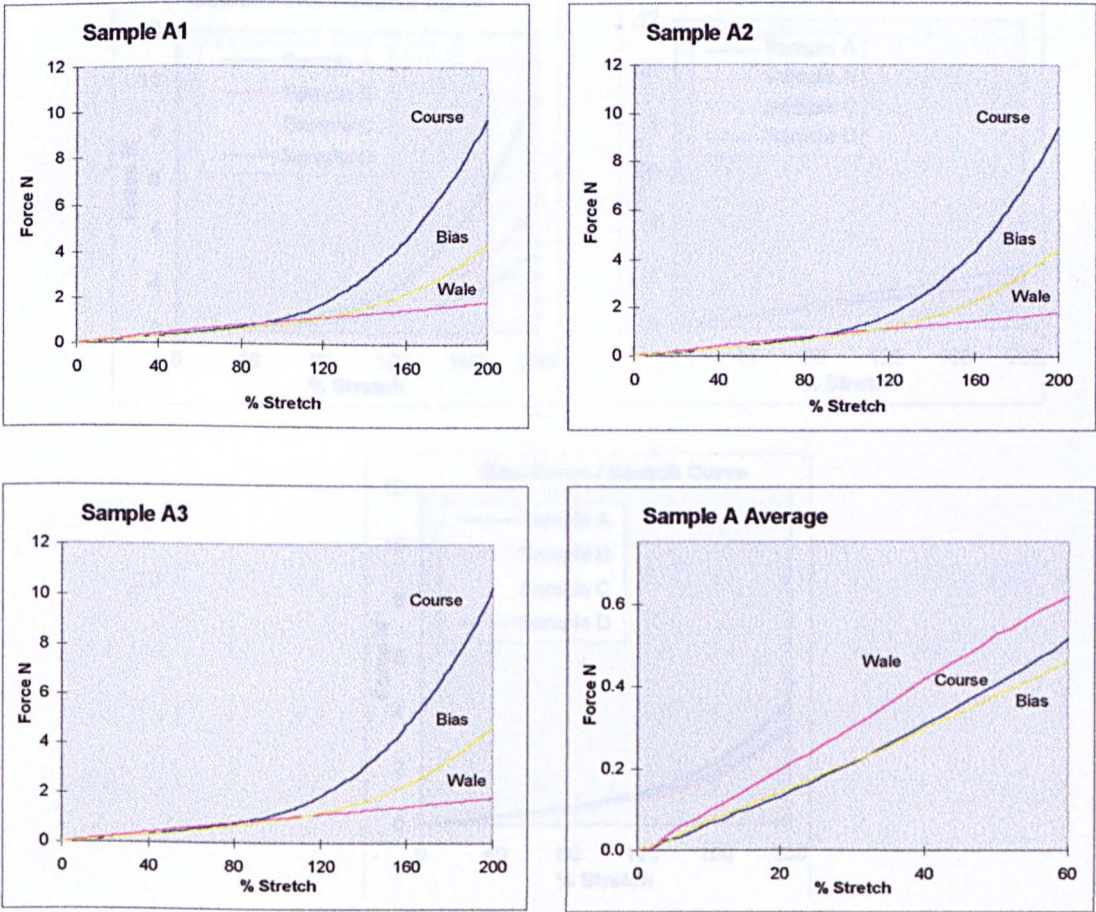 Sample A1
12
10
8
6
4
2
0
Force N
Course
Bias
Wale
0 40 80 120 160 200
% Stretch
Sample A2
12
10
8
6
4
2
0
Force N
Course
Bias
Wale
0 40 80 120 160 200
% Stretch
Sample A3
12
10
8
6
4
2
0
Force N
Course
Bias
Wale
0 40 80 120 160 200
% Stretch
Sample A Average
0.6
0.4
0.2
0.0
Force N
Wale
Course
Bias
0 20 40 60
% Stretch